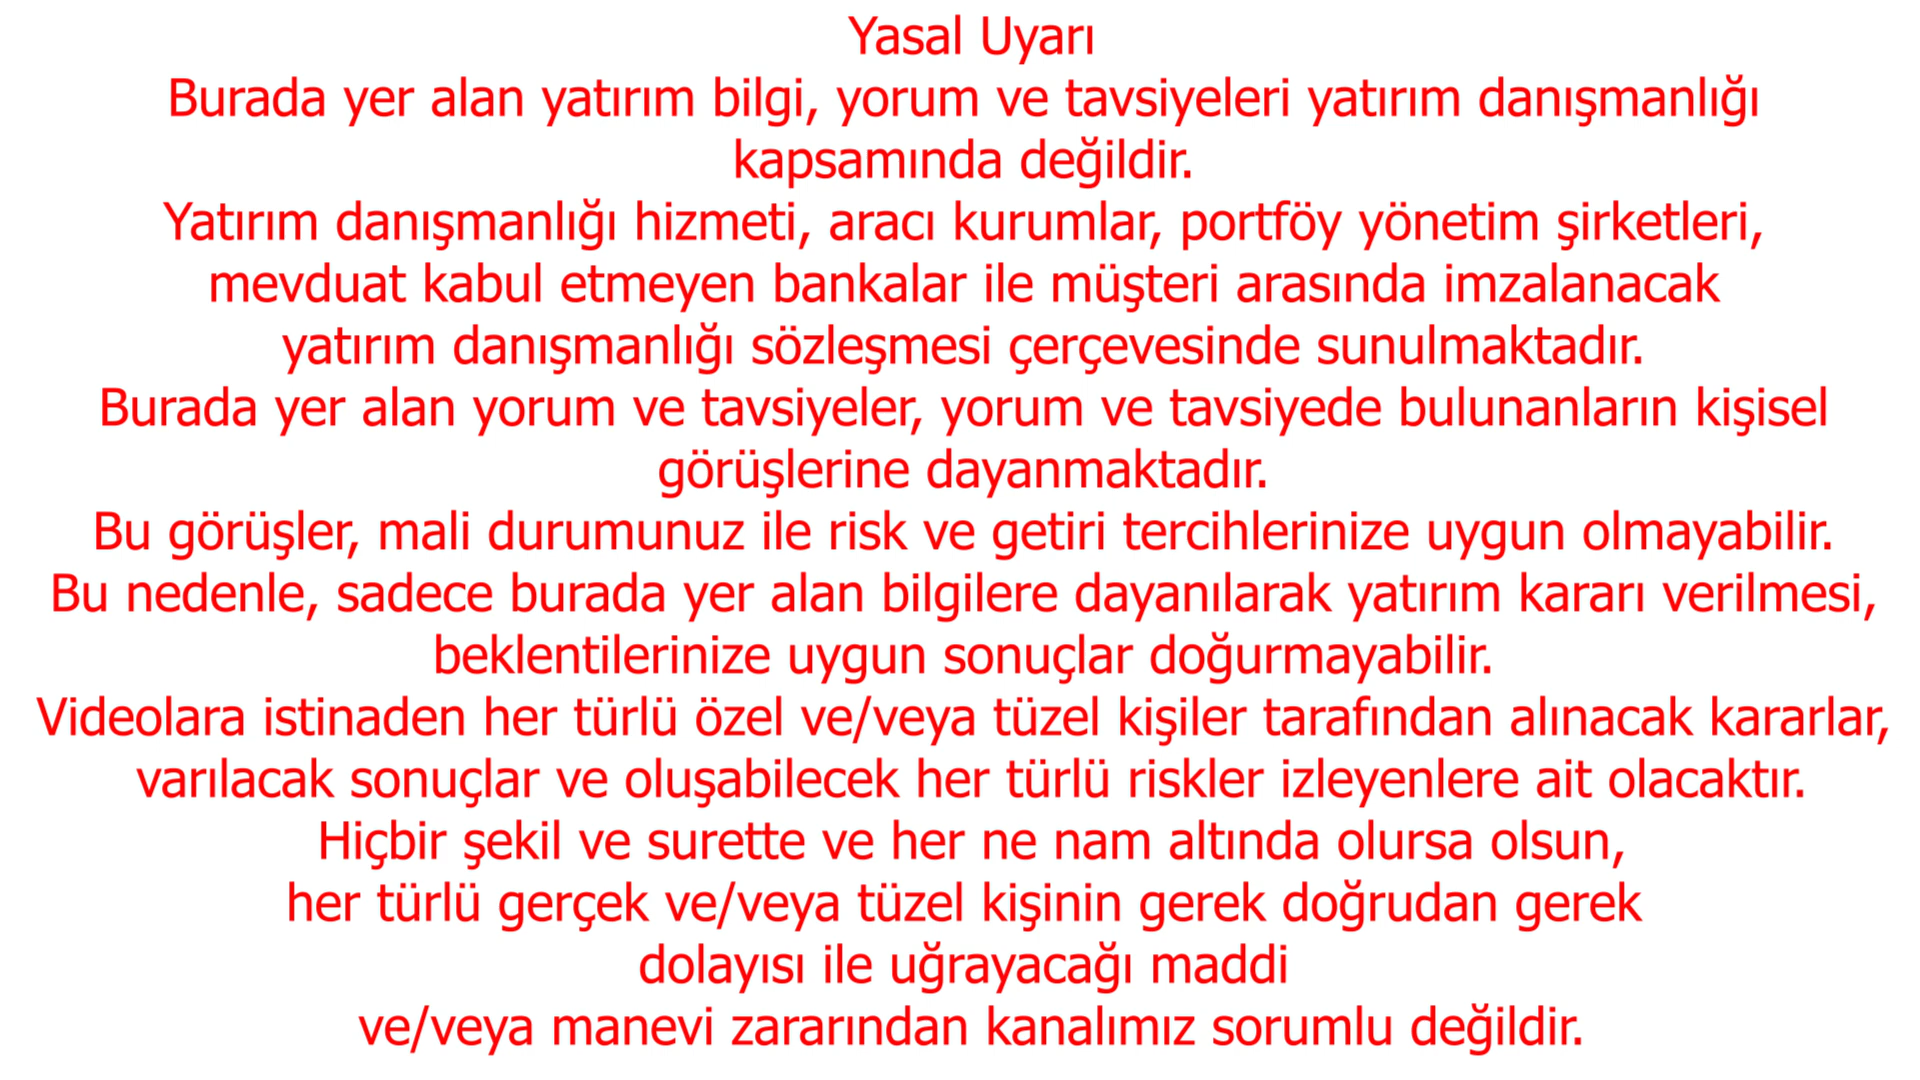 Yasal Uyarı
Burada yer alan yatırım bilgi, yorum ve tavsiyeleri yatırım danışmanlığı
kapsamında değildir.
Yatırım danışmanlığı hizmeti, aracı kurumlar, portföy yönetim şirketleri,
mevduat kabul etmeyen bankalar ile müşteri arasında imzalanacak
yatırım danışmanlığı sözleşmesi çerçevesinde sunulmaktadır.
Burada yer alan yorum ve tavsiyeler, yorum ve tavsiyede bulunanların kişisel
görüşlerine dayanmaktadır.
Bu görüşler, mali durumunuz ile risk ve getiri tercihlerinize uygun olmayabilir.
Bu nedenle, sadece burada yer alan bilgilere dayanılarak yatırım kararı verilmesi,
beklentilerinize uygun sonuçlar doğurmayabilir.
Videolara istinaden her türlü özel ve/veya tüzel kişiler tarafından alınacak kararlar,
varılacak sonuçlar ve oluşabilecek her türlü riskler izleyenlere ait olacaktır.
Hiçbir şekil ve surette ve her ne nam altında olursa olsun,
her türlü gerçek ve/veya tüzel kişinin gerek doğrudan gerek
dolayısı ile uğrayacağı maddi
ve/veya manevi zararından kanalımız sorumlu değildir.